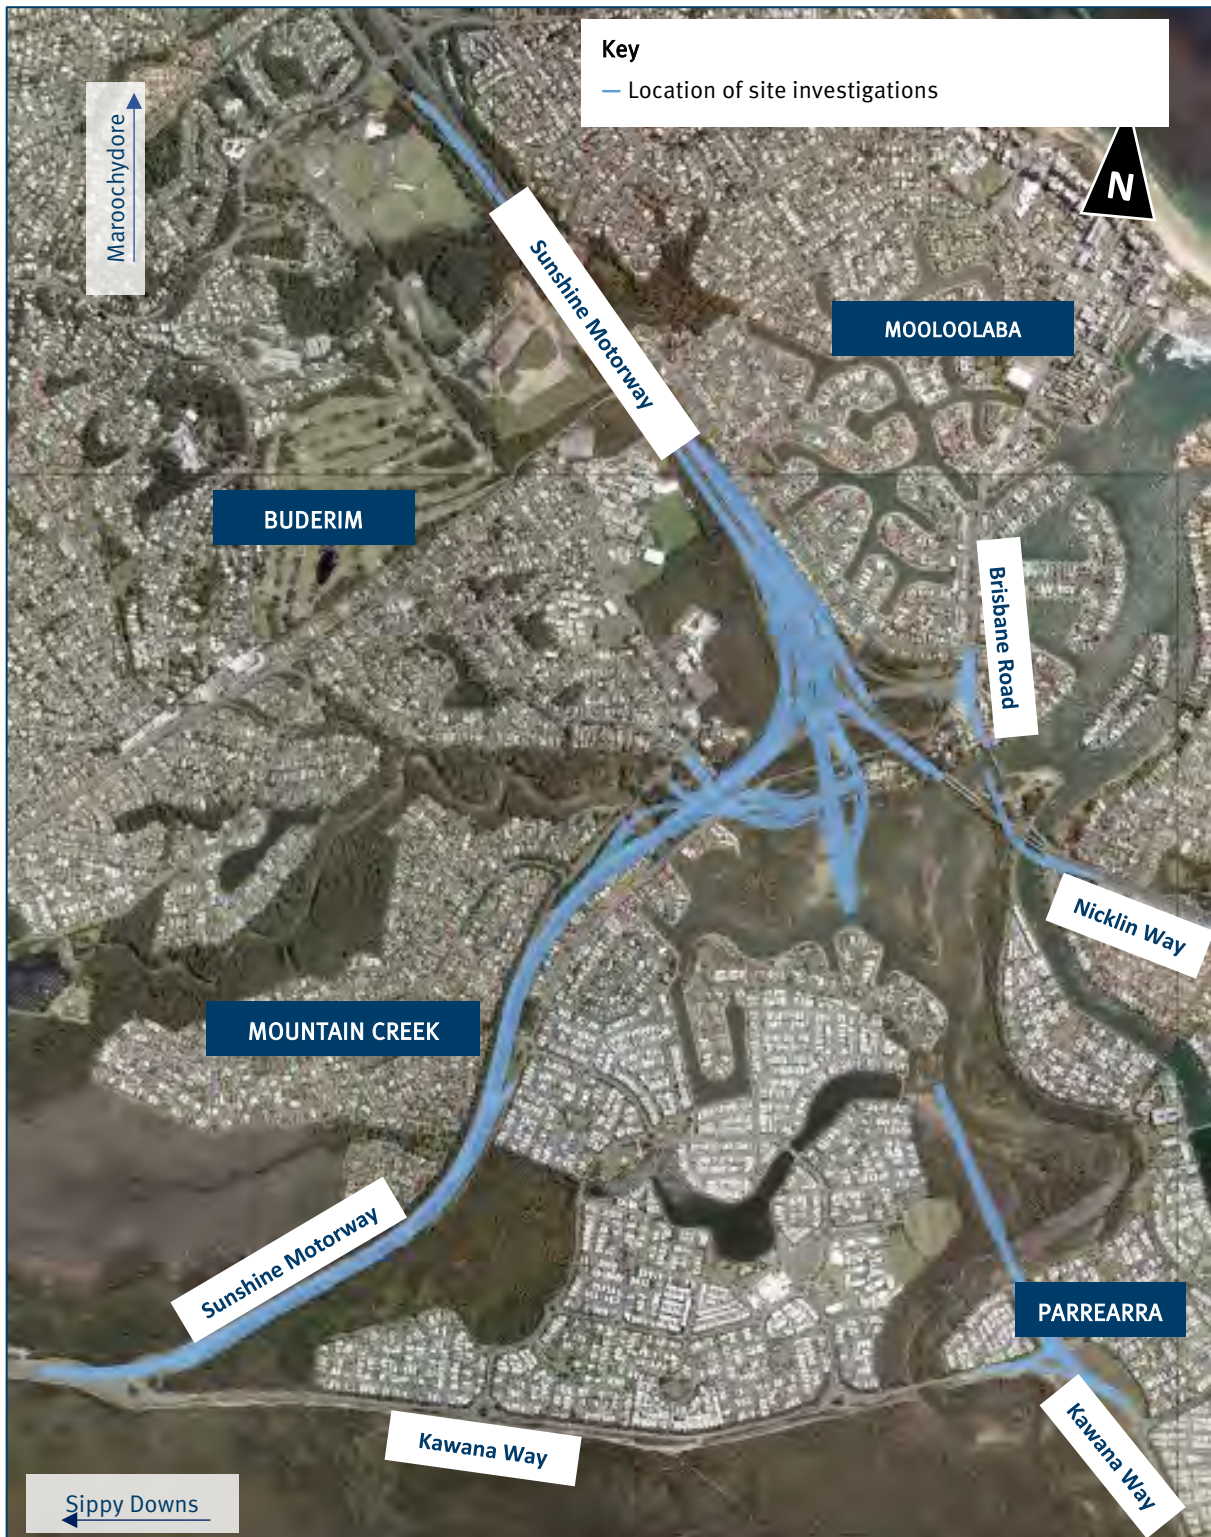 Key
Location of site investigations
Maroochydore
N
Sunshine Motorway
MOOLOOLABA
BUDERIM
Brisbane Road
Nicklin Way
MOUNTAIN CREEK
Sunshine Motorway
PARREARRA
Kawana Way
Kawana Way
Sippy Downs